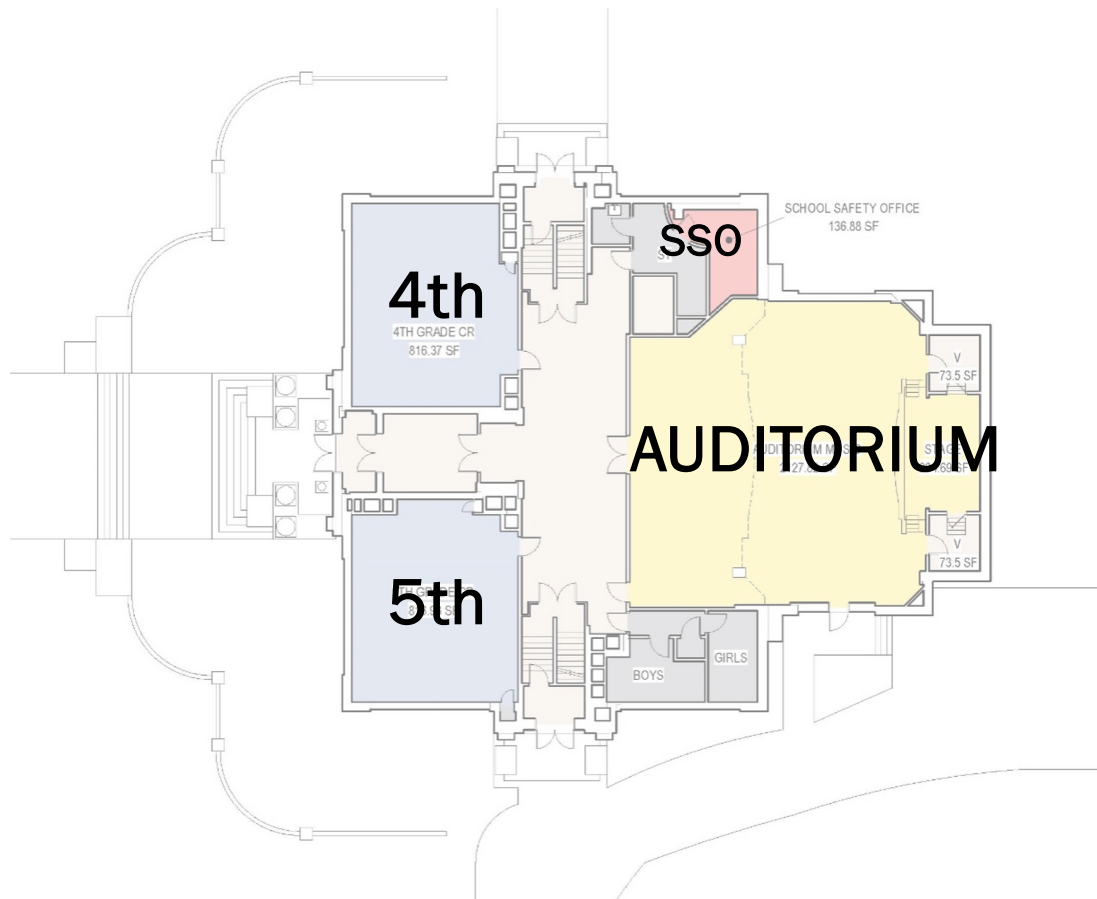 SCHOOL SAFETY OFFICE
136.88 SF
SSO
4th
4TH GRADE CR
816.37 SF
V
73.5 SF
AUDITORIUM
STAGE
V
73.5 SF
5th
BOYS
GIRLS